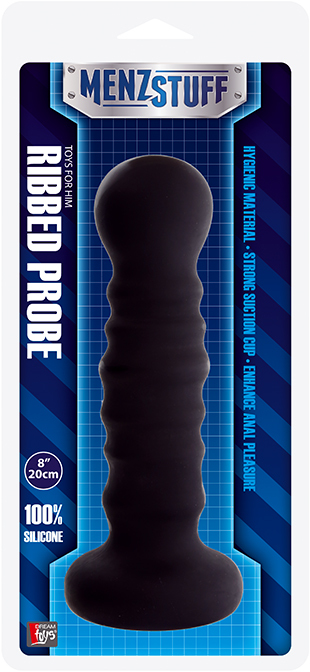 MENZSTUFF
TOYS FOR HIM
RIBBED PROBE
8"
20cm
100%
SILICONE
HYGIENIC MATERIAL • STRONG SUCTION CUP • ENHANCE ANAL PLEASURE
DREAM
toys